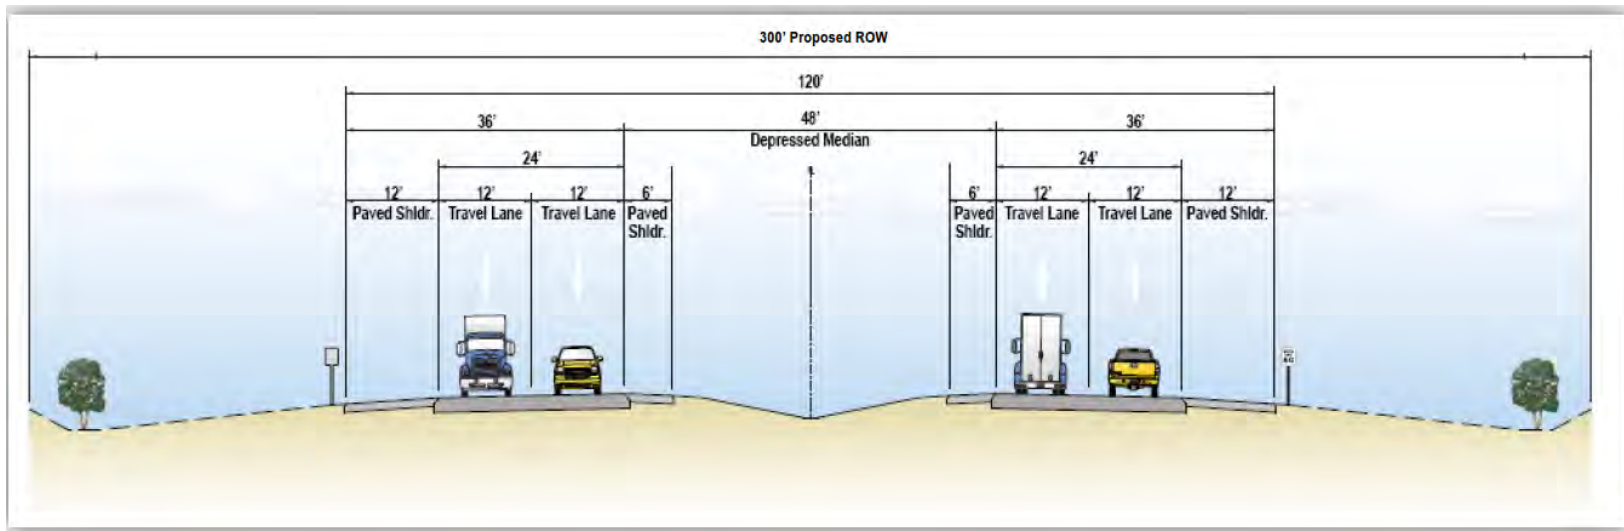 300' Proposed ROW
120'
36'
48'
36'
Depressed Median
24'
24'
12'
12'
12'
6'
6'
12'
12'
12'
Paved Shldr.
Travel Lane
Travel Lane
Paved
Shldr.
Paved
Shldr.
Travel Lane
Travel Lane
Paved Shldr.